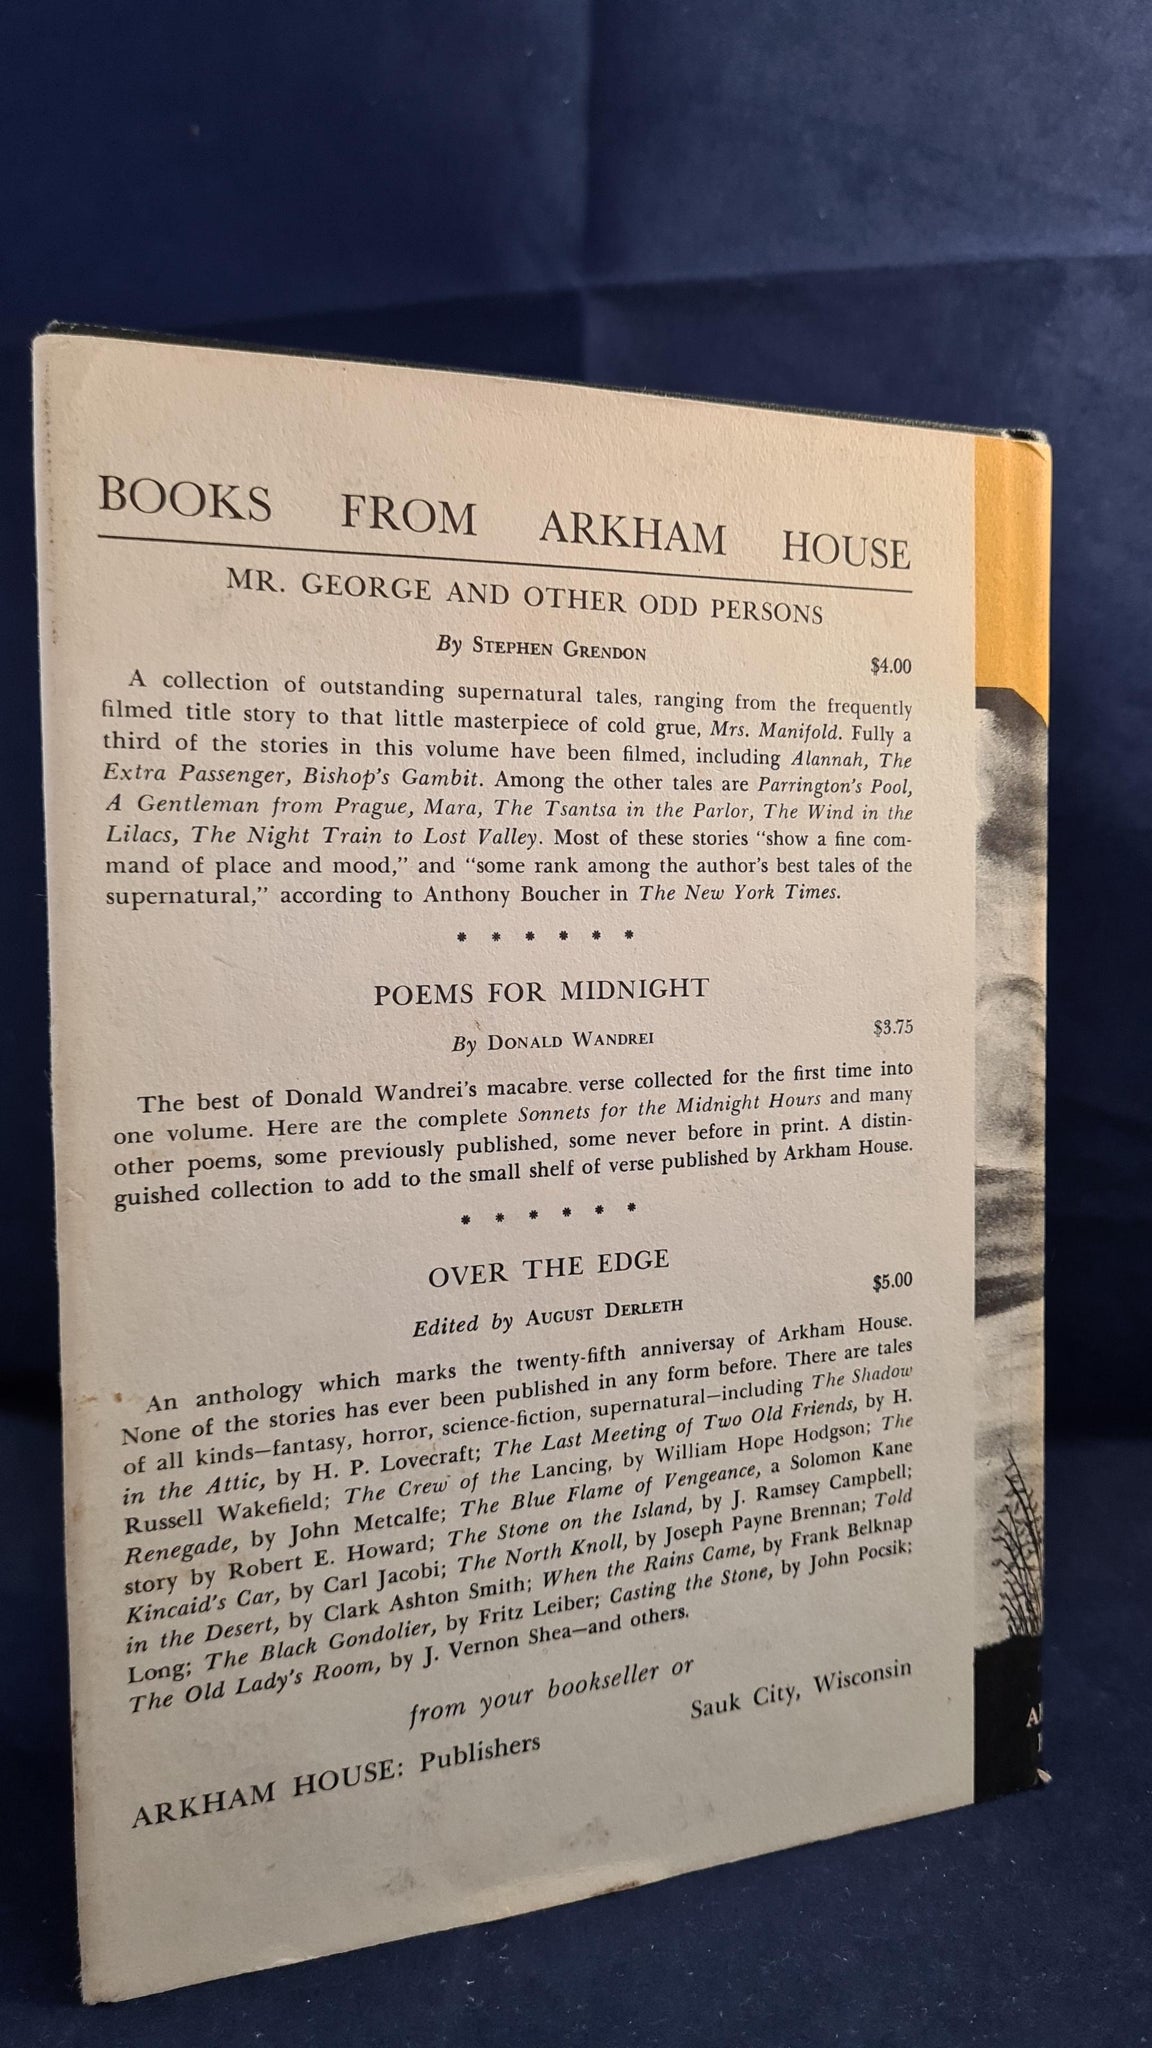 BOOKS FROM ARKHAM HOUSE
MR. GEORGE AND OTHER ODD PERSONS
By STEPHEN GRENDON
$4.00
A collection of outstanding supernatural tales, ranging from the frequently
filmed title story to that little masterpiece of cold grue, Mrs. Manifold. Fully a
third of the stories in this volume have been filmed, including Alannah, The
Extra Passenger, Bishop's Gambit. Among the other tales are Parrington's Pool,
A Gentleman from Prague, Mara, The Tsantsa in the Parlor, The Wind in the
Lilacs, The Night Train to Lost Valley. Most of these stories "show a fine com-
mand of place and mood," and "some rank among the author's best tales of the
supernatural," according to Anthony Boucher in The New York Times.
* * * * * *
POEMS FOR MIDNIGHT
By DONALD WANDREI
$3.75
The best of Donald Wandrei's macabre verse collected for the first time into
one volume. Here are the complete Sonnets for the Midnight Hours and many
other poems, some previously published, some never before in print. A distin-
guished collection to add to the small shelf of verse published by Arkham House.
* * * * * *
OVER THE EDGE
Edited by AUGUST DERLETH
$5.00
An anthology which marks the twenty-fifth anniversay of Arkham House.
None of the stories has ever been published in any form before. There are tales
of all kinds—fantasy, horror, science-fiction, supernatural—including The Shadow
in the Attic, by H. P. Lovecraft; The Last Meeting of Two Old Friends, by H.
Russell Wakefield; The Crew of the Lancing, by William Hope Hodgson; The
Renegade, by John Metcalfe; The Blue Flame of Vengeance, a Solomon Kane
story by Robert E. Howard; The Stone on the Island, by J. Ramsey Campbell;
Kincaid's Car, by Carl Jacobi; The North Knoll, by Joseph Payne Brennan; Told
in the Desert, by Clark Ashton Smith; When the Rains Came, by Frank Belknap
Long; The Black Gondolier, by Fritz Leiber; Casting the Stone, by John Pocsik;
The Old Lady's Room, by J. Vernon Shea—and others.
from your bookseller or
ARKHAM HOUSE: Publishers Sauk City, Wisconsin